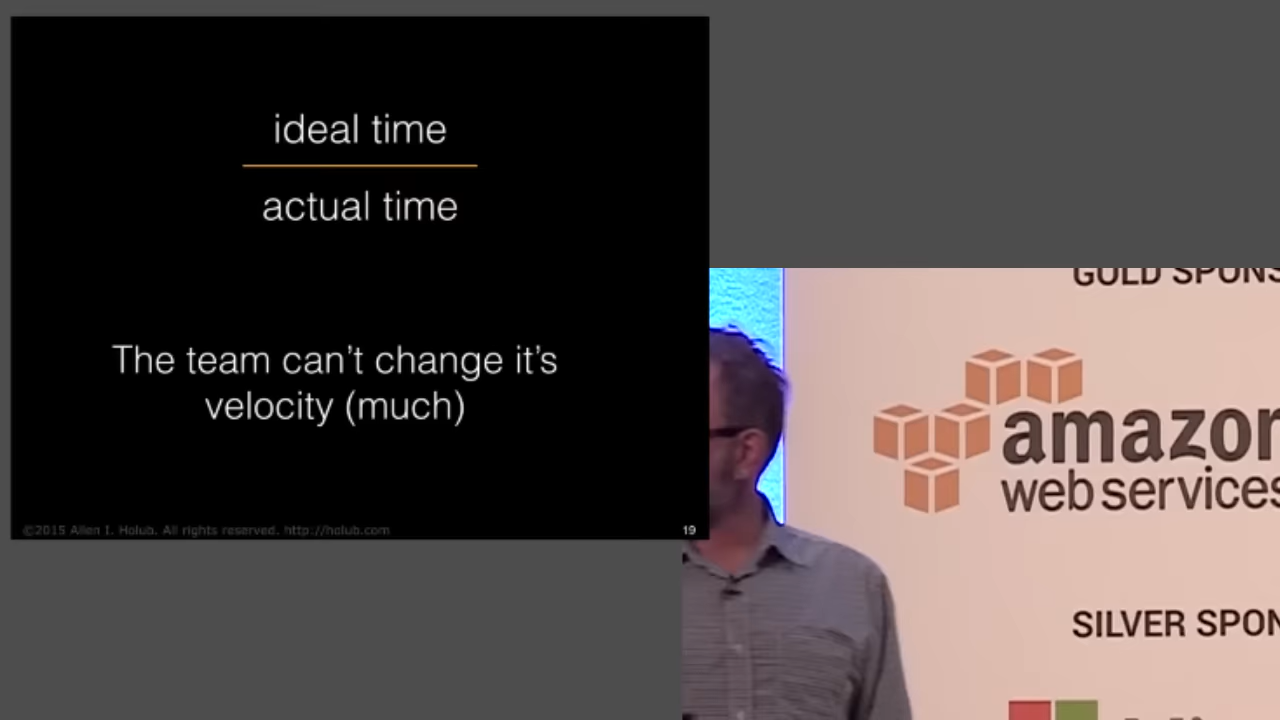 ideal time
actual time
The team can't change it's
velocity (much)
©2015 Allen I. Holub. All rights reserved. http://holub.com
19
GOLD SPONS
amazon
web services
SILVER SPON